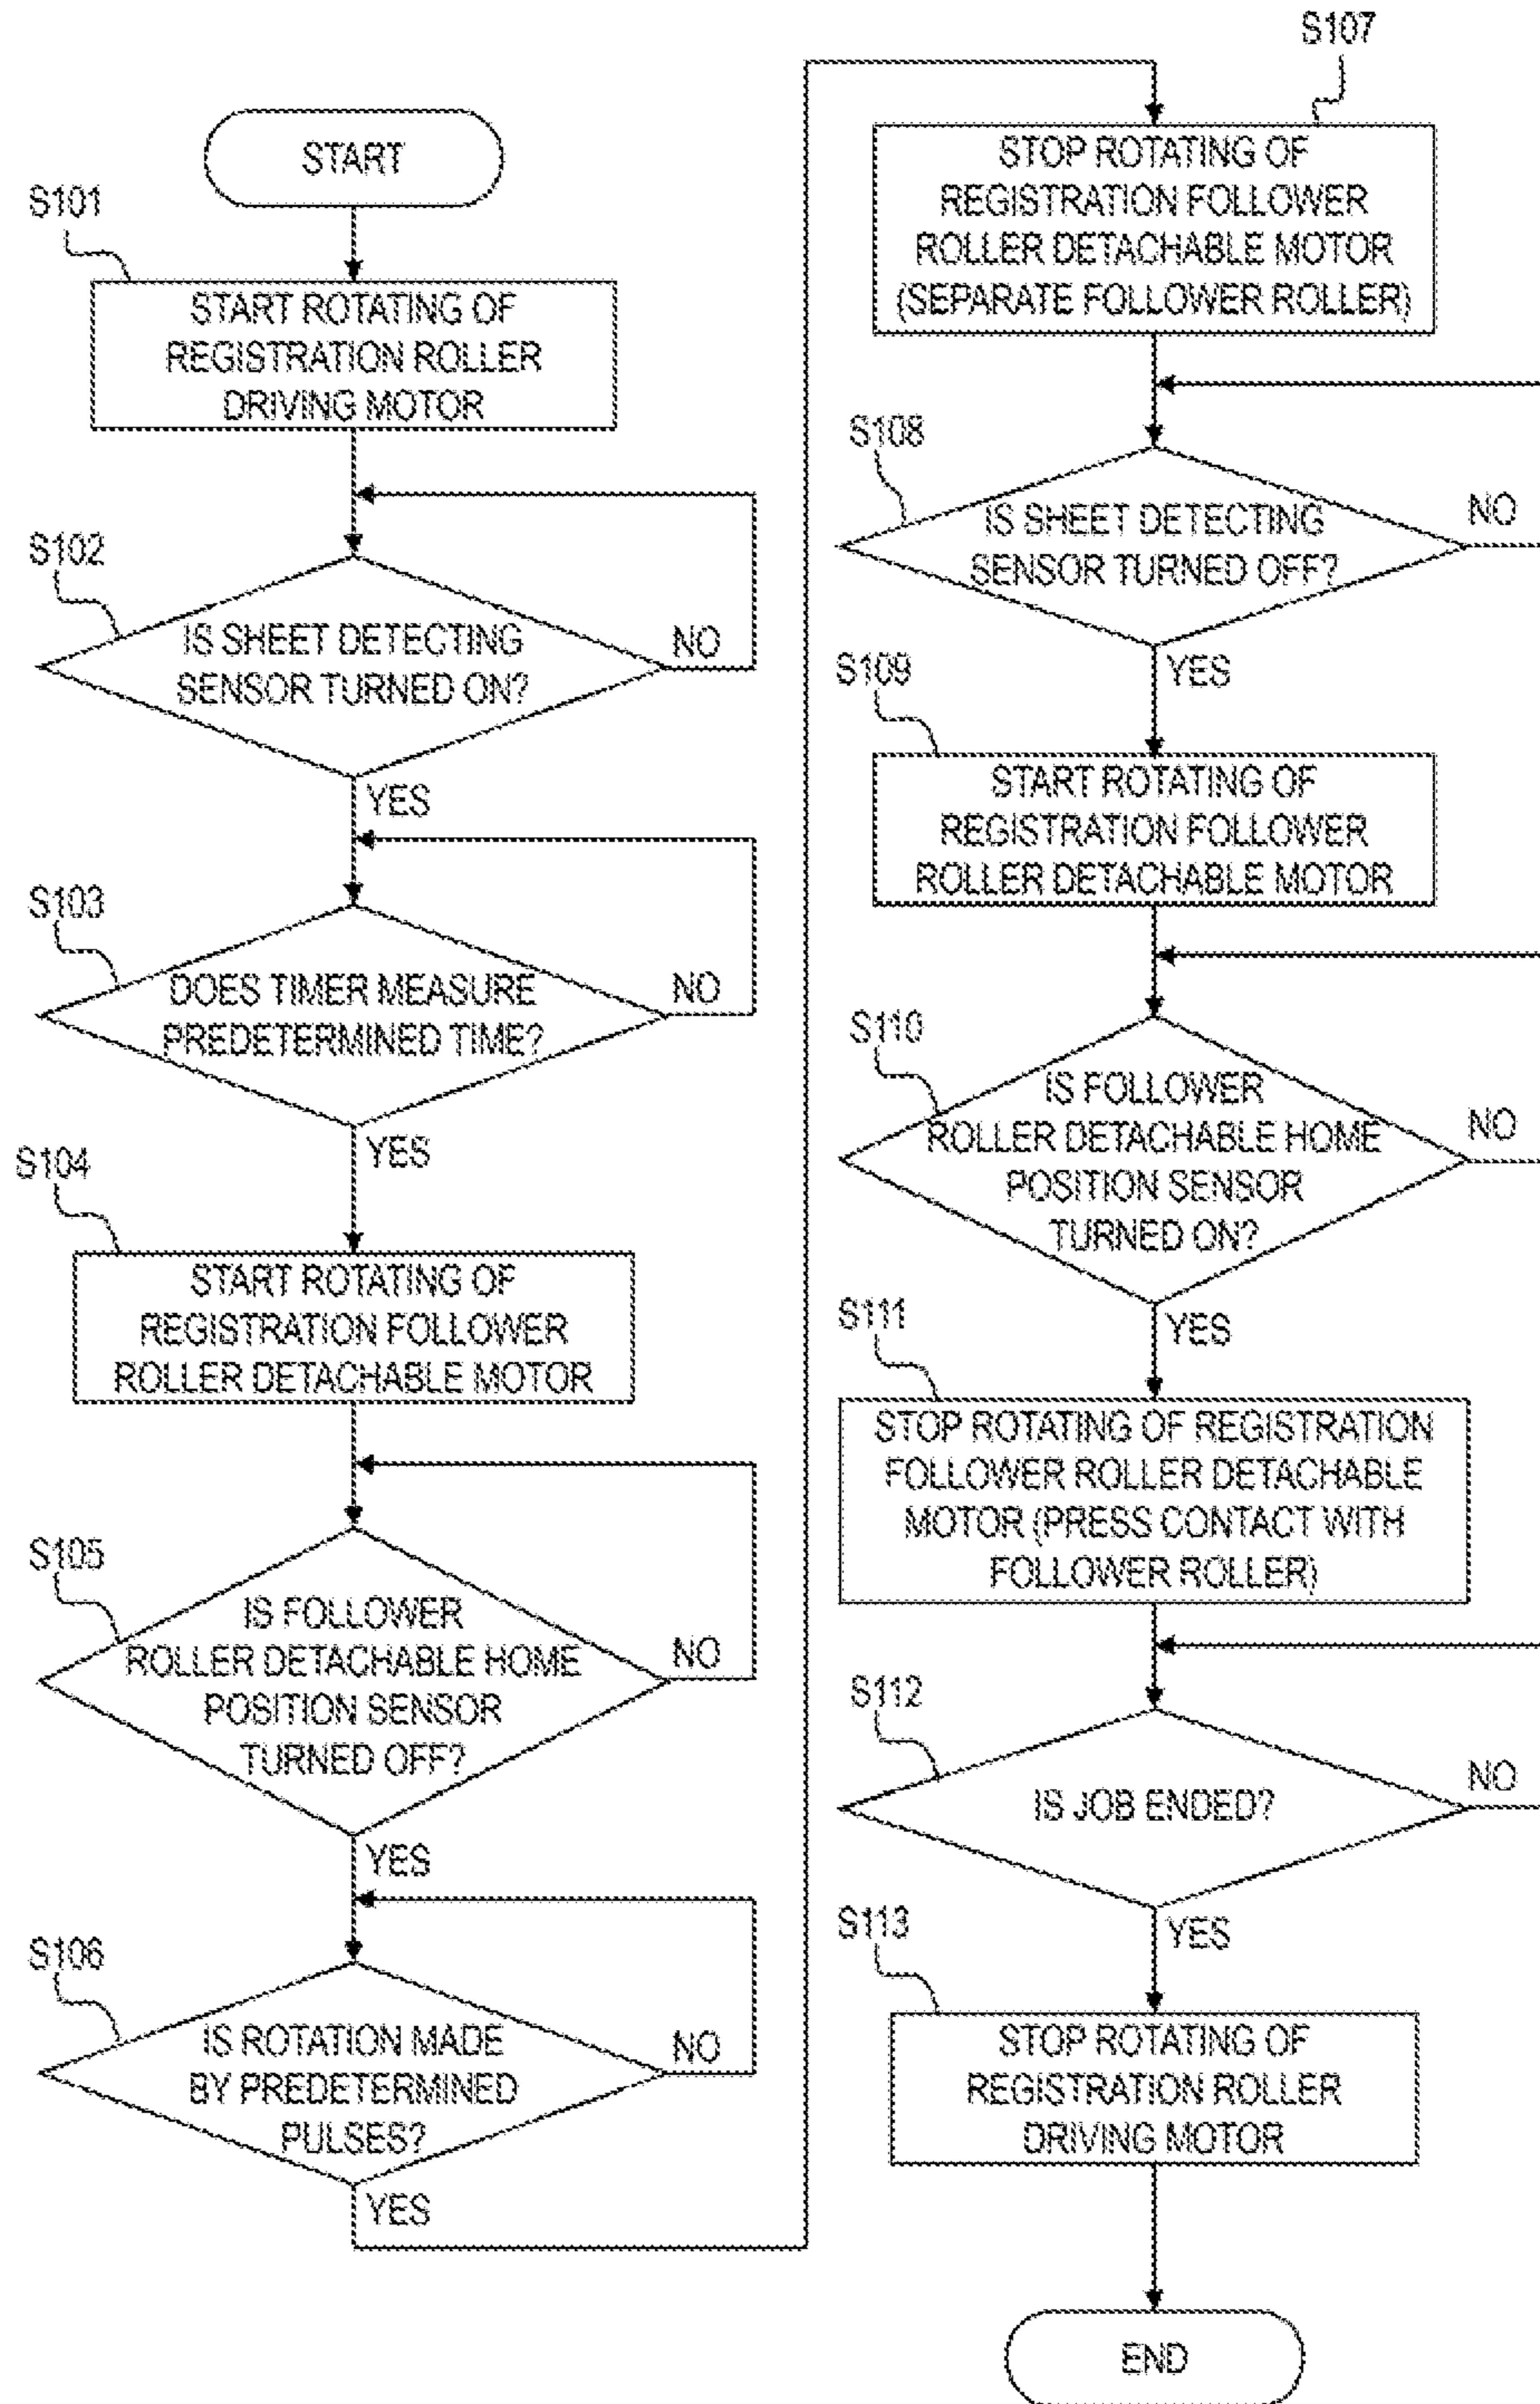 START
S101
START ROTATING OF
REGISTRATION ROLLER
DRIVING MOTOR
S102
IS SHEET DETECTING
SENSOR TURNED ON?
NO
YES
S103
DOES TIMER MEASURE
PREDETERMINED TIME?
NO
YES
S104
START ROTATING OF
REGISTRATION FOLLOWER
ROLLER DETACHABLE MOTOR
S105
IS FOLLOWER
ROLLER DETACHABLE HOME
POSITION SENSOR
TURNED OFF?
NO
YES
S106
IS ROTATION MADE
BY PREDETERMINED
PULSES?
NO
YES
S107
STOP ROTATING OF
REGISTRATION FOLLOWER
ROLLER DETACHABLE MOTOR
(SEPARATE FOLLOWER ROLLER)
S108
IS SHEET DETECTING
SENSOR TURNED OFF?
NO
YES
S109
START ROTATING OF
REGISTRATION FOLLOWER
ROLLER DETACHABLE MOTOR
S110
IS FOLLOWER
ROLLER DETACHABLE HOME
POSITION SENSOR
TURNED ON?
NO
YES
S111
STOP ROTATING OF REGISTRATION
FOLLOWER ROLLER DETACHABLE
MOTOR (PRESS CONTACT WITH
FOLLOWER ROLLER)
S112
IS JOB ENDED?
NO
YES
S113
STOP ROTATING OF
REGISTRATION ROLLER
DRIVING MOTOR
END